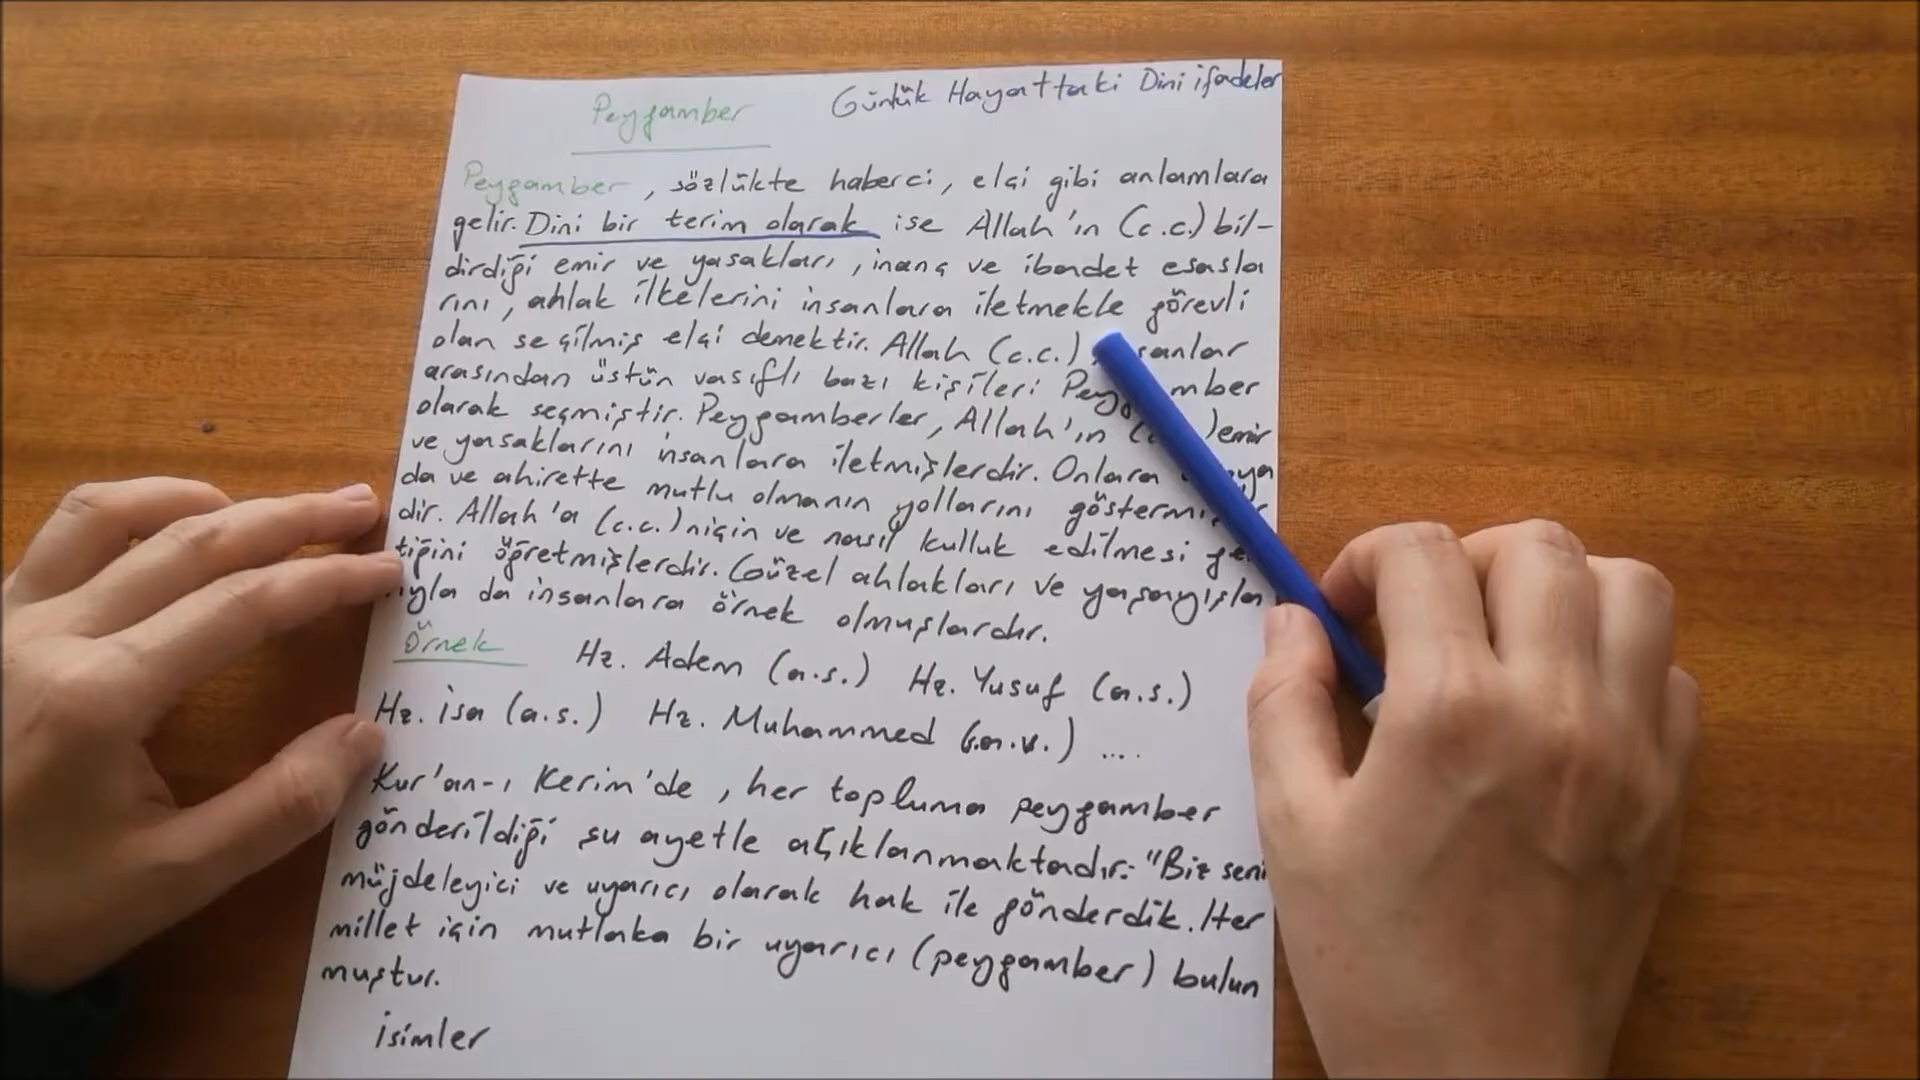 Peygamber Günlük Hayattaki Dini ifadeler
Peygamber, sözlükte haberci, elçi gibi anlamlara
gelir. Dini bir terim olarak ise Allah'ın (c.c.) bil-
dirdiği emir ve yasakları, inanç ve ibadet esasla
rını, ahlak ilkelerini insanlara iletmekle görevli
olan seçilmiş elçi demektir. Allah (c.c.)
arasından üstün vasıflı bazı kişileri
olarak seçmiştir. Peygamberler, Allah'ın emir
ve yasaklarını insanlara iletmişlerdir. Onlara
da ve ahirette mutlu olmanın yollarını
dir. Allah'a (c.c.) niçin ve nasıl kulluk edilmesi
tiğini öğretmişlerdir. Güzel ahlakları ve yaşayışla
ıyla da insanlara örnek olmuşlardır.
Örnek Hz. Adem (a.s.) Hz. Yusuf (a.s.)
Hz. İsa (a.s.) Hz. Muhammed (s.a.v.) ....
Kur'an-ı Kerim'de, her topluma peygamber
gönderildiği şu ayetle açıklanmaktadır: "Biz seni
müjdeleyici ve uyarıcı olarak hak ile gönderdik. Her
millet için mutlaka bir uyarıcı (peygamber) bulun
muştur.
İsimler